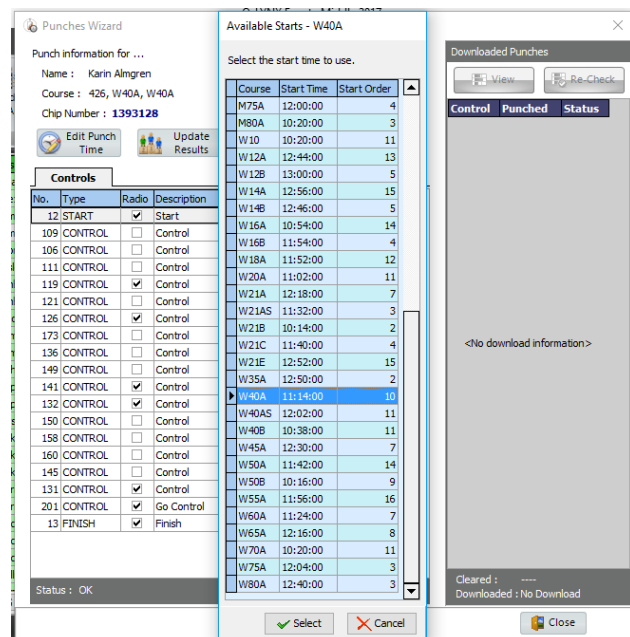 Punches Wizard
Punch information for ...
Name : Karin Almgren
Course : 426, W40A, W40A
Chip Number : 1393128
Edit Punch Time
Update Results
Controls
No. Type Radio Description
12 START Start
109 CONTROL Control
106 CONTROL Control
111 CONTROL Control
119 CONTROL Control
121 CONTROL Control
126 CONTROL Control
173 CONTROL Control
136 CONTROL Control
149 CONTROL Control
141 CONTROL Control
132 CONTROL Control
150 CONTROL Control
158 CONTROL Control
160 CONTROL Control
145 CONTROL Control
131 CONTROL Control
201 CONTROL Go Control
13 FINISH Finish
Status : OK
Available Starts - W40A
Select the start time to use.
Course Start Time Start Order
M75A 12:00:00 4
M80A 10:20:00 3
W10 10:20:00 11
W12A 12:44:00 13
W12B 13:00:00 5
W14A 12:56:00 15
W14B 12:46:00 5
W16A 10:54:00 14
W16B 11:54:00 4
W18A 11:52:00 12
W20A 11:02:00 11
W21A 12:18:00 7
W21AS 11:32:00 3
W21B 10:14:00 2
W21C 11:40:00 4
W21E 12:52:00 15
W35A 12:50:00 2
W40A 11:14:00 10
W40AS 12:02:00 11
W40B 10:38:00 11
W45A 12:30:00 7
W50A 11:42:00 14
W50B 10:16:00 9
W55A 11:56:00 16
W60A 11:24:00 7
W65A 12:16:00 8
W70A 10:20:00 11
W75A 12:04:00 3
W80A 12:40:00 3
Select
Cancel
Downloaded Punches
View
Re-Check
Control Punched Status
<No download information>
Cleared : ----
Downloaded : No Download
Close